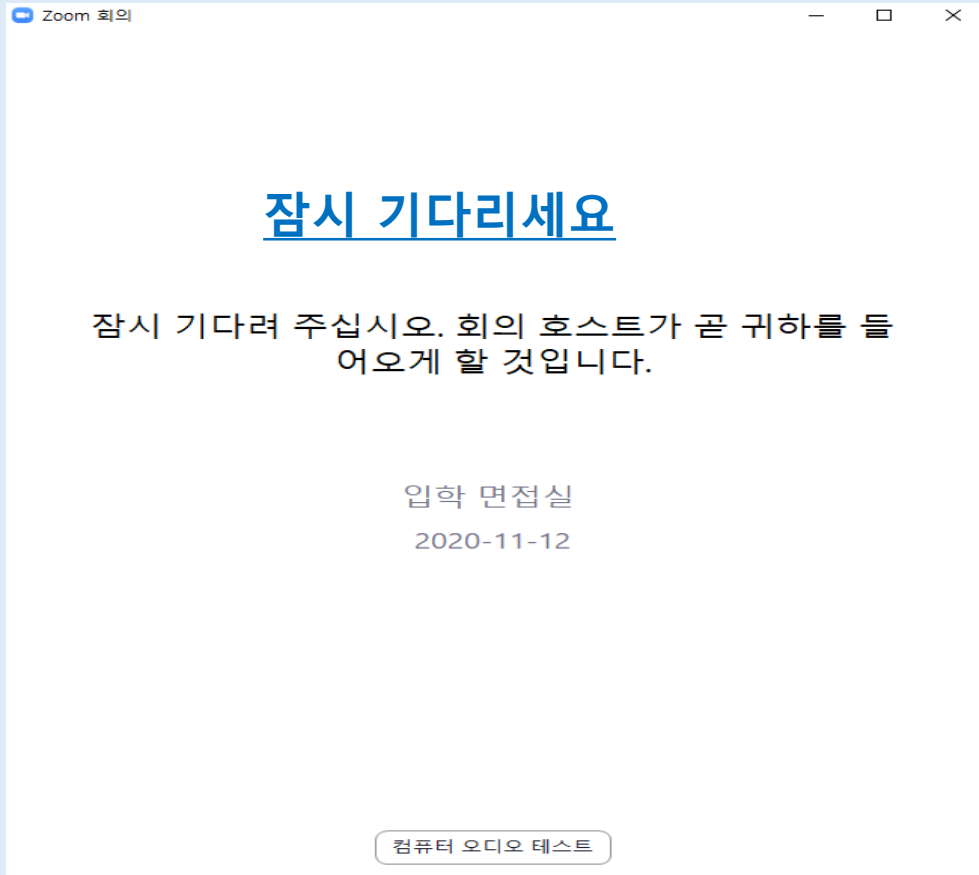 Zoom 회의
잠시 기다리세요
잠시 기다려 주십시오. 회의 호스트가 곧 귀하를 들
어오게 할 것입니다.
입학 면접실
2020-11-12
컴퓨터 오디오 테스트